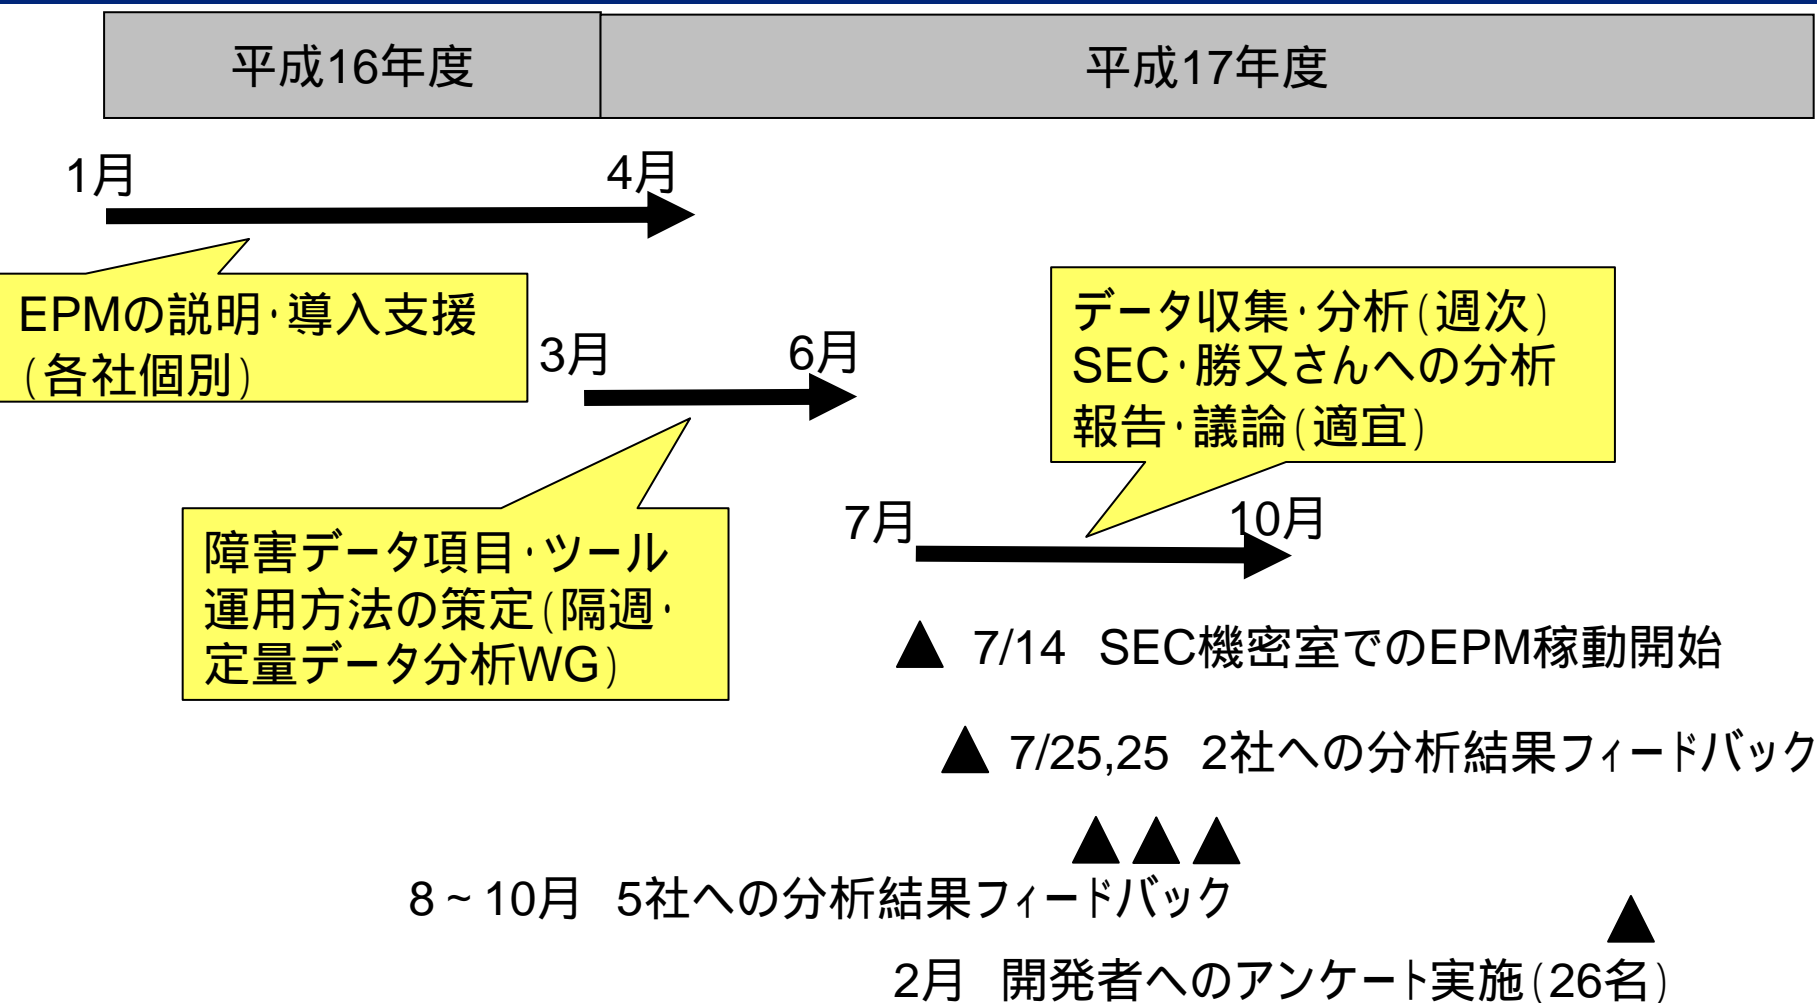 平成16年度
平成17年度
1月
4月
EPMの説明・導入支援
(各社個別)
3月
6月
データ収集・分析(週次)
SEC・勝又さんへの分析
報告・議論(適宜)
7月
10月
障害データ項目・ツール
運用方法の策定(隔週・
定量データ分析WG)
▲ 7/14 SEC機密室でのEPM稼動開始
▲ 7/25,25 2社への分析結果フィードバック
▲▲▲
8~10月 5社への分析結果フィードバック
▲
2月 開発者へのアンケート実施(26名)